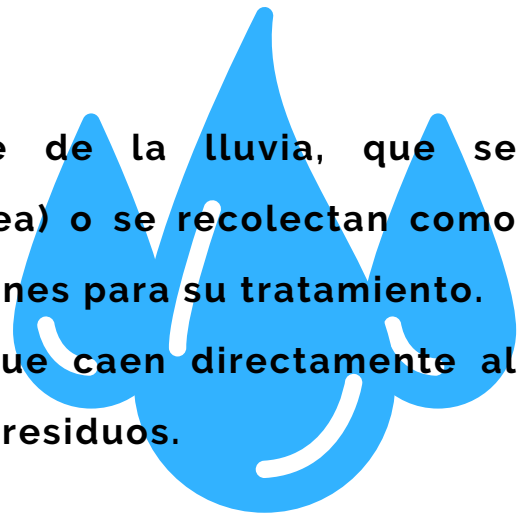 de la lluvia, que se
ea) o se recolectan como
nes para su tratamiento.
ue caen directamente al
residuos.